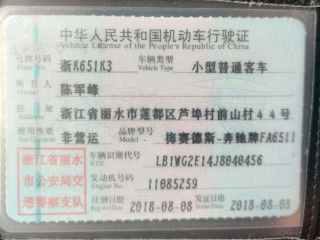 中华人民共和国机动车行驶证
Vehicle License of the People's Republic of China
号牌号码 浙K651K3 车辆类型 小型普通客车
Plate No. Vehicle Type
所有人 陈军峰
Owner
住址 浙江省丽水市莲都区芦埠村前山村44号
Address
使用性质 非营运 品牌型号 梅赛德斯-奔驰牌FA6511
Use Character Model
浙江省丽水市公安局交通警察支队
车辆识别代号 LB1WG2E14J8040456
VIN
发动机号码 11085259
Engine No.
注册日期 2018-08-08 发证日期 2018-08-08
Register Date Issue Date